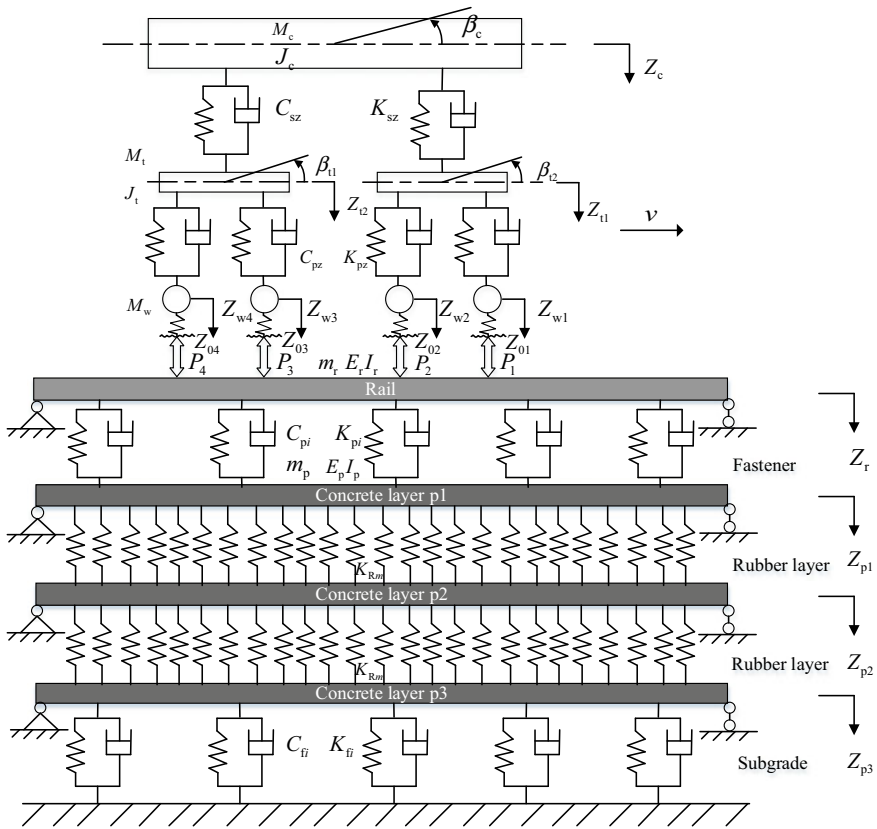 M_c
β_c
J_c
Z_c
C_sz
K_sz
M_t
β_t1
β_t2
J_t
Z_t2
Z_t1
v
C_pz
K_pz
M_w
Z_w4
Z_w3
Z_w2
Z_w1
Z_04
Z_03
Z_02
Z_01
P_4
P_3
m_r E_r I_r
P_2
P_1
Rail
C_pi
K_pi
Z_r
m_p E_p I_p
Fastener
Concrete layer p1
K_Rm
Rubber layer
Z_p1
Concrete layer p2
K_Rm
Rubber layer
Z_p2
Concrete layer p3
C_fi
K_fi
Subgrade
Z_p3